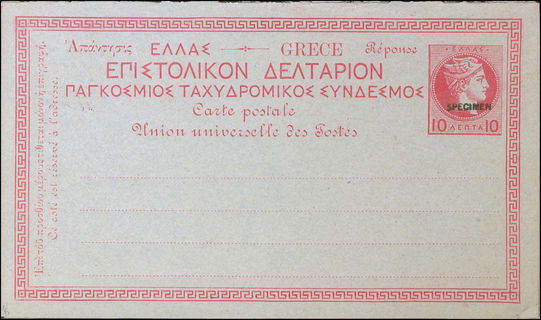 Ἀπάντησις ΕΛΛΑΣ GRECE Réponse
ΕΠΙΣΤΟΛΙΚΟΝ ΔΕΛΤΑΡΙΟΝ
ΠΑΓΚΟΣΜΙΟΣ ΤΑΧΥΔΡΟΜΙΚΟΣ ΣΥΝΔΕΣΜΟΣ
Carte postale
Union universelle des Postes
ΕΛΛΑΣ
SPECIMEN
10 ΛΕΠΤΑ 10
Ce côté est réservé à l'adresse.